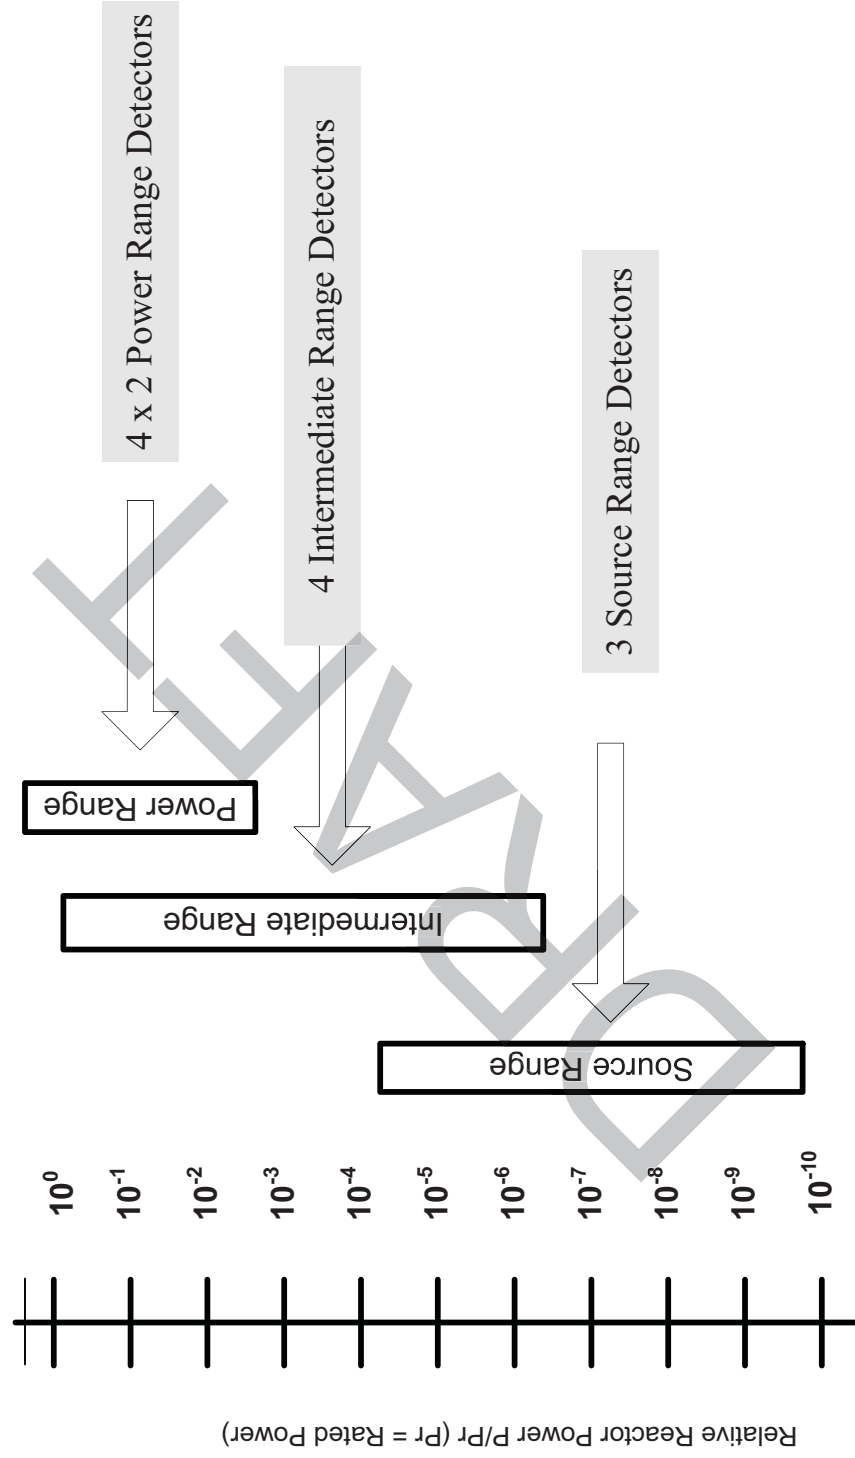 4 x 2 Power Range Detectors
4 Intermediate Range Detectors
3 Source Range Detectors
Power Range
Intermediate Range
Source Range
10⁰
10⁻¹
10⁻²
10⁻³
10⁻⁴
10⁻⁵
10⁻⁶
10⁻⁷
10⁻⁸
10⁻⁹
10⁻¹⁰
Relative Reactor Power P/Pr (Pr = Rated Power)
DRAFT